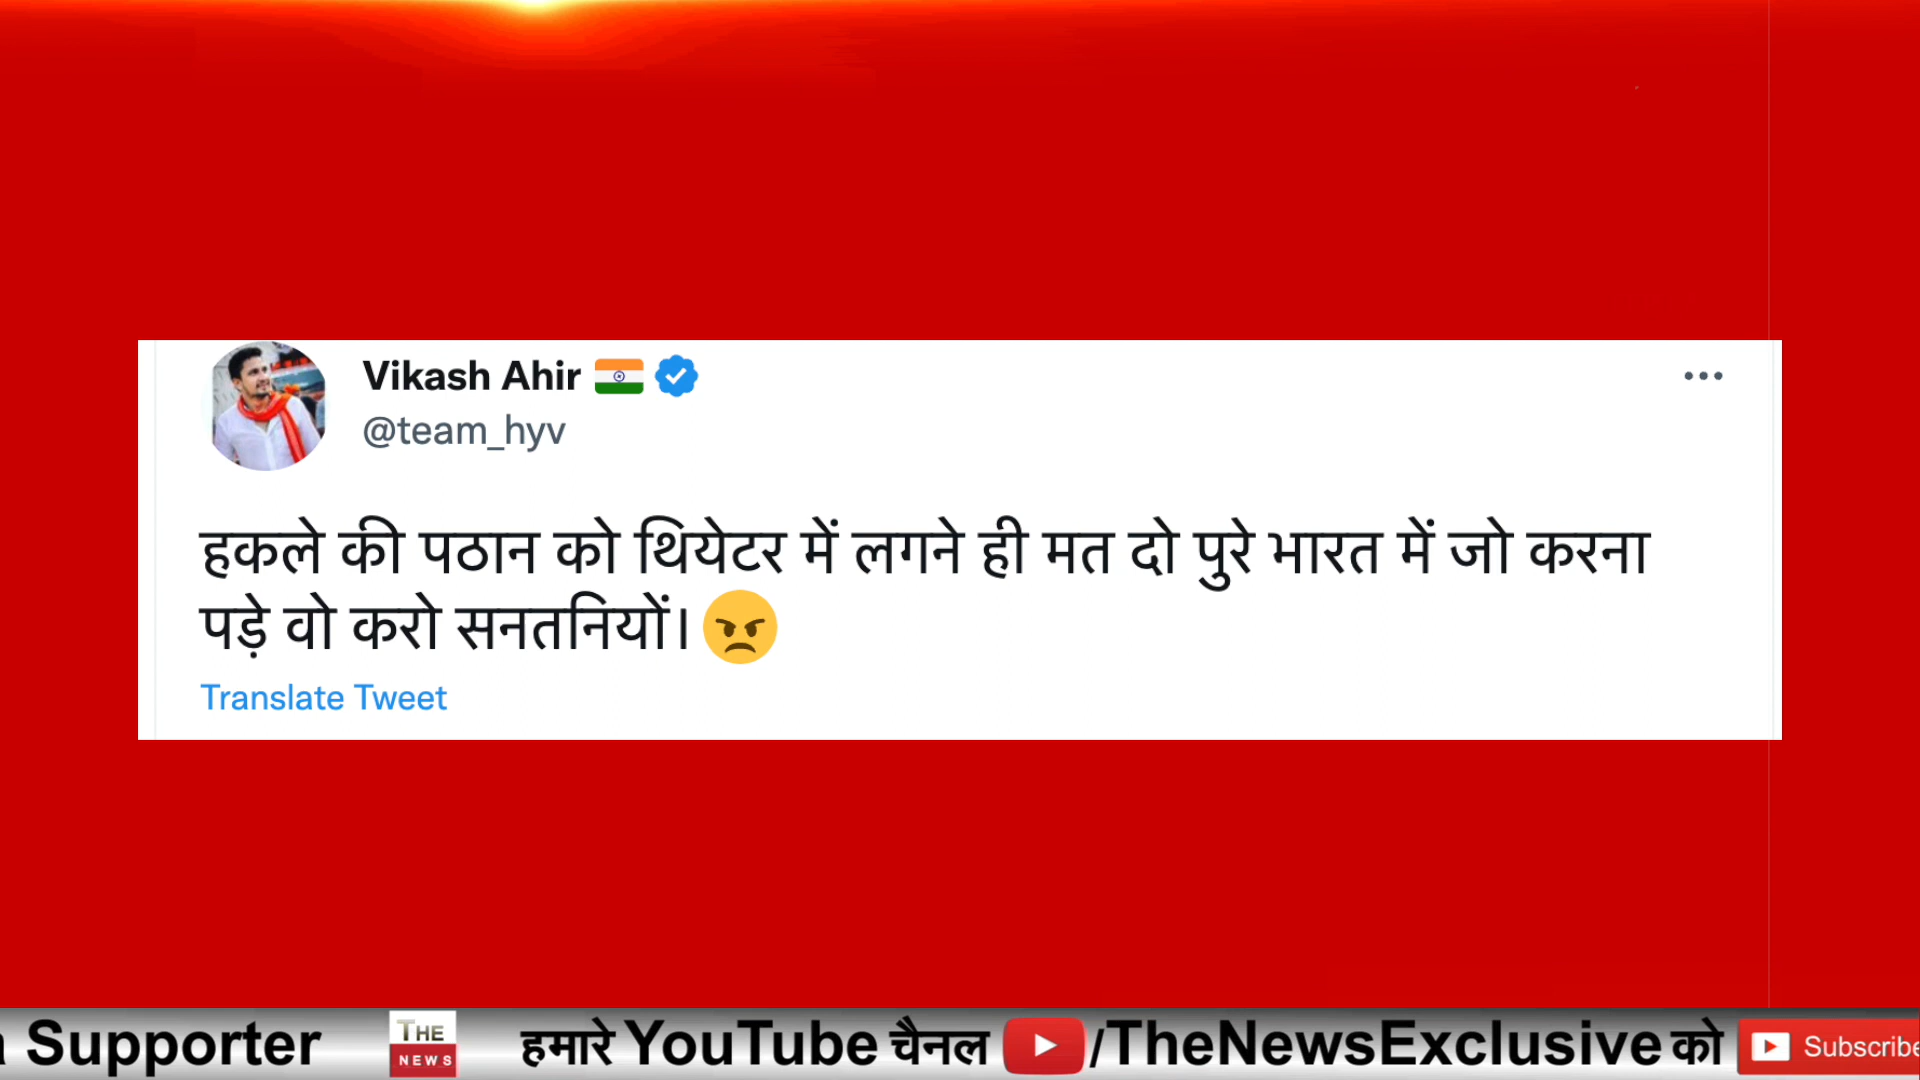 Vikash Ahir
@team_hyv
हकले की पठान को थियेटर में लगने ही मत दो पुरे भारत में जो करना
पड़े वो करो सनतनियों।
Translate Tweet
Supporter THE NEWS हमारे YouTube चैनल /TheNewsExclusive को Subscribe